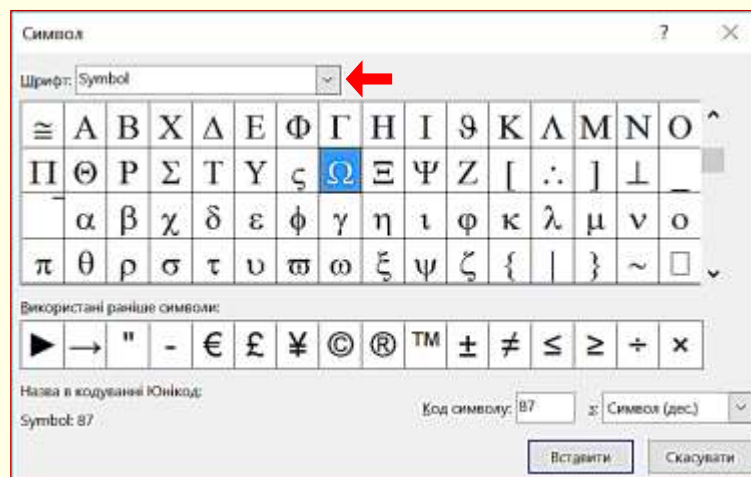 Символ ? ×
Шрифт: Symbol
≅ Α Β Χ Δ Ε Φ Γ Η Ι ϑ Κ Λ Μ Ν Ο
Π Θ Ρ Σ Τ Υ ς Ω Ξ Ψ Ζ [ ∴ ] ⊥ _
‾ α β χ δ ε ϕ γ η ι φ κ λ μ ν ο
π θ ρ σ τ υ ϖ ω ξ ψ ζ { | } ~ □
Використані раніше символи:
► → " - € £ ¥ © ® ™ ± ≠ ≤ ≥ ÷ ×
Назва в кодуванні Юнікод:
Symbol: 87
Код символу: 87 з: Символ (дес.)
Вставити Скасувати